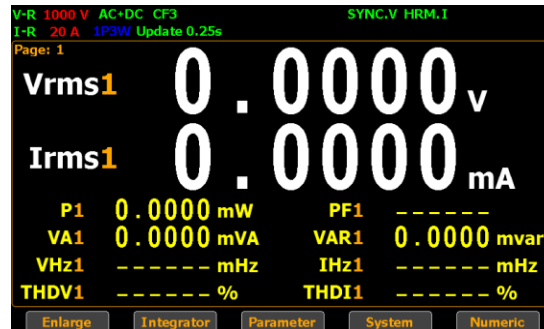 V-R 1000 V AC+DC CF3 SYNC.V HRM.I
I-R 20 A 1P3W Update 0.25s
Page: 1
Vrms1 0.0000 V
Irms1 0.0000 mA
P1 0.0000 mW PF1 ------
VA1 0.0000 mVA VAR1 0.0000 mvar
VHz1 ------ mHz IHz1 ------ mHz
THDV1 ------ % THDI1 ------ %
Enlarge Integrator Parameter System Numeric